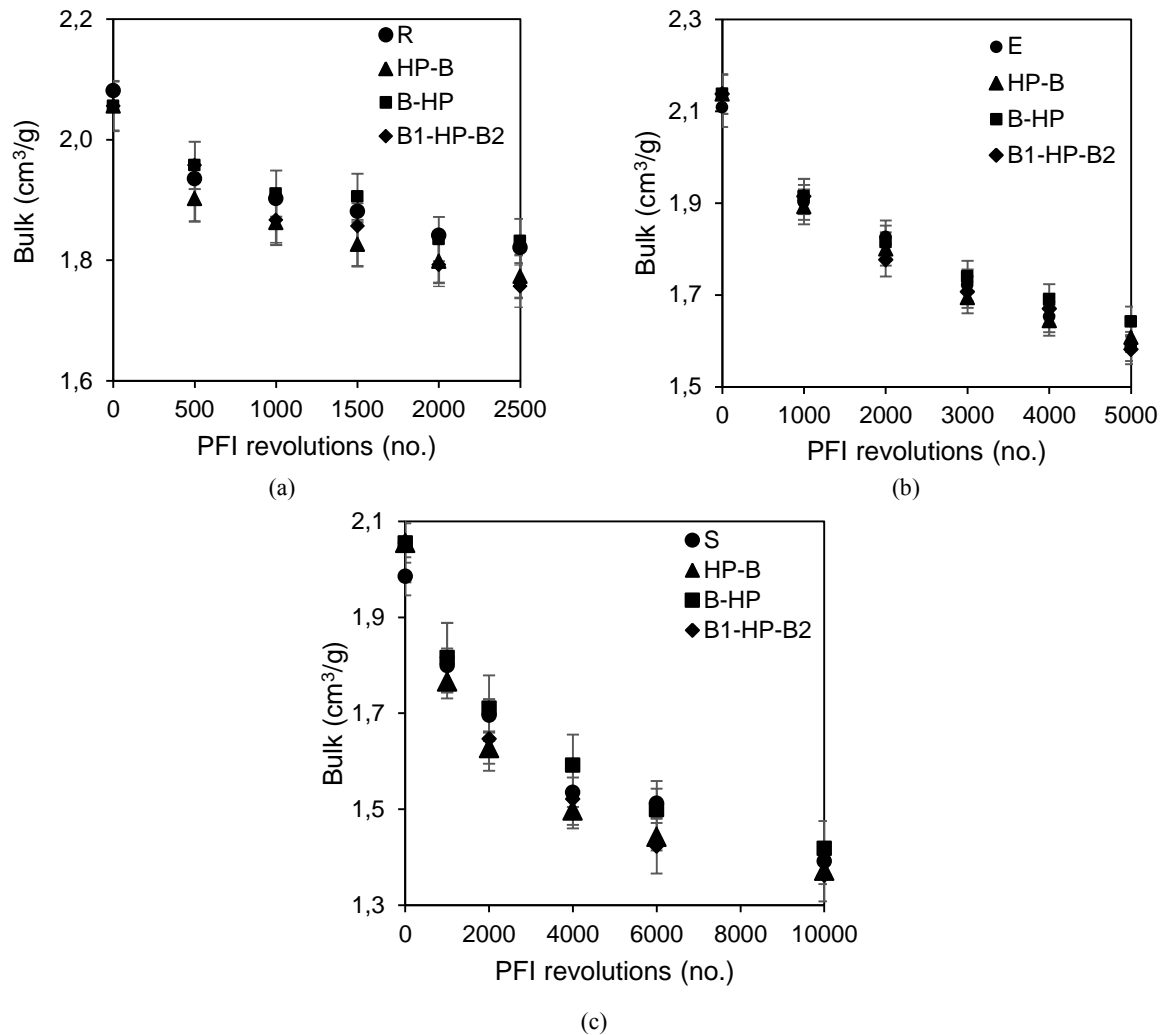 2,2
2,0
1,8
1,6
Bulk (cm³/g)
R
HP-B
B-HP
B1-HP-B2
0 500 1000 1500 2000 2500
PFI revolutions (no.)
(a)
2,3
2,1
1,9
1,7
1,5
Bulk (cm³/g)
E
HP-B
B-HP
B1-HP-B2
0 1000 2000 3000 4000 5000
PFI revolutions (no.)
(b)
2,1
1,9
1,7
1,5
1,3
Bulk (cm³/g)
S
HP-B
B-HP
B1-HP-B2
0 2000 4000 6000 8000 10000
PFI revolutions (no.)
(c)